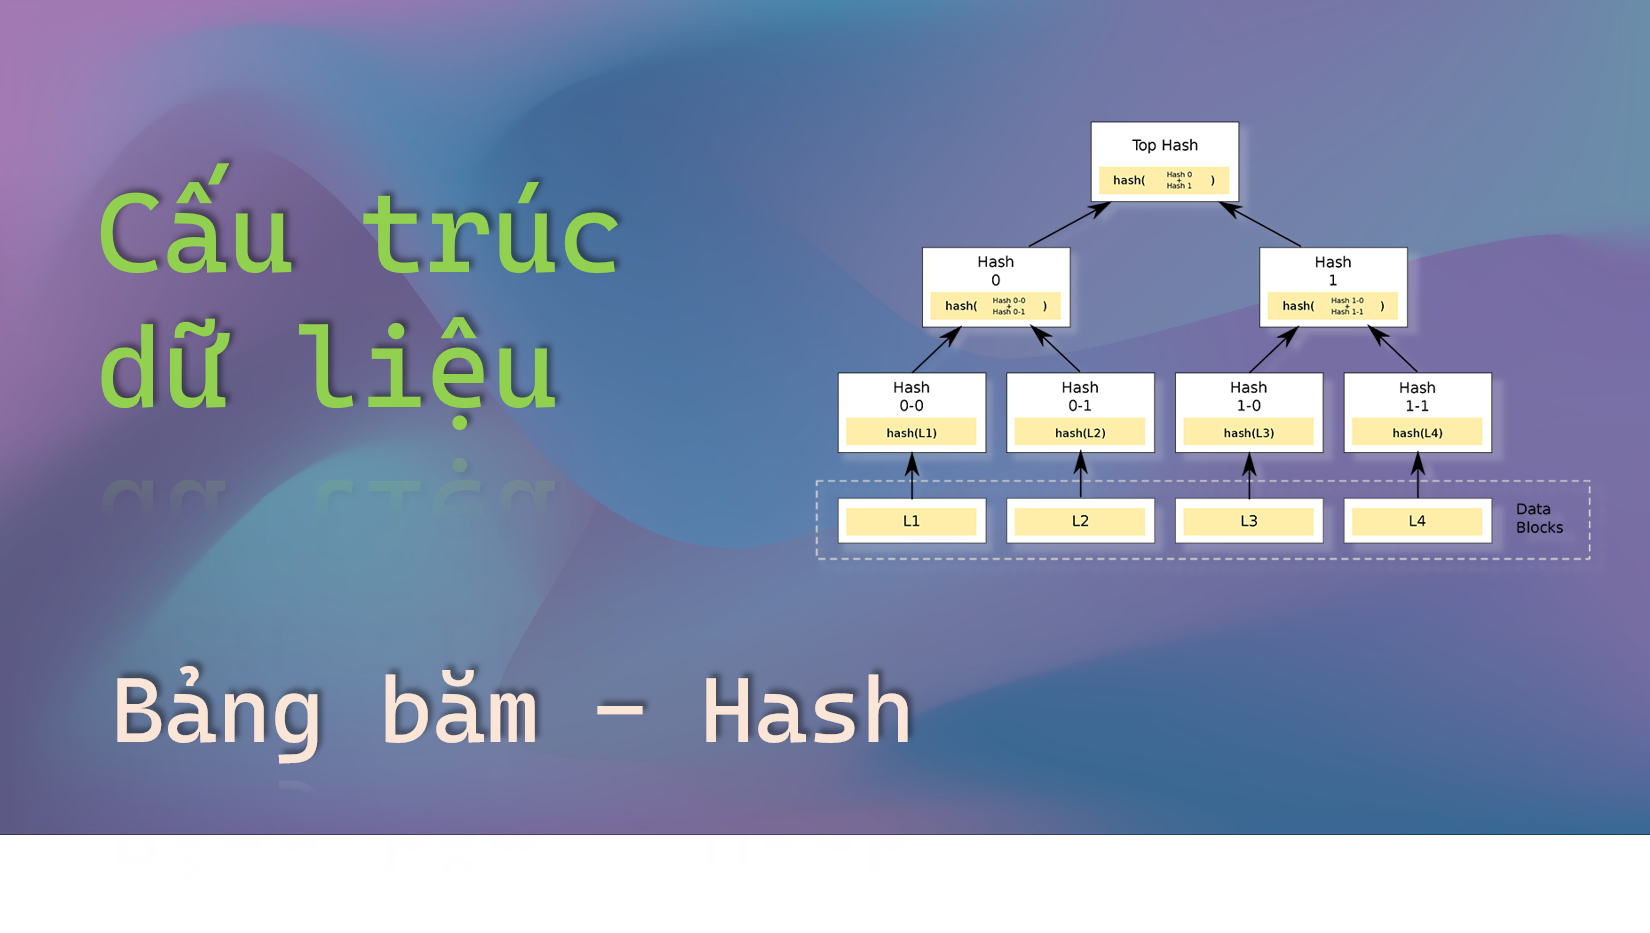 Cấu trúc
dữ liệu
Bảng băm – Hash
Top Hash
hash( Hash 0 + Hash 1 )
Hash
0
hash( Hash 0-0 + Hash 0-1 )
Hash
1
hash( Hash 1-0 + Hash 1-1 )
Hash
0-0
hash(L1)
Hash
0-1
hash(L2)
Hash
1-0
hash(L3)
Hash
1-1
hash(L4)
L1
L2
L3
L4
Data
Blocks